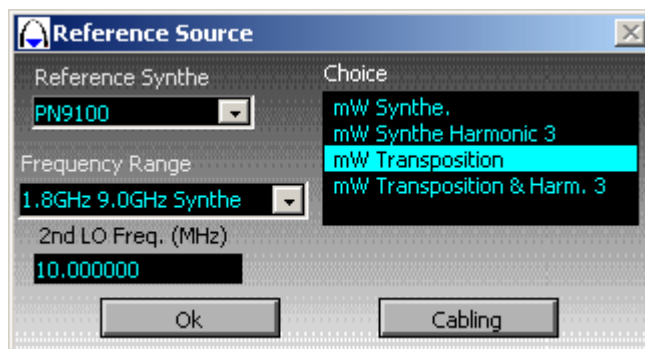 Reference Source
Reference Synthe
PN9100
Frequency Range
1.8GHz 9.0GHz Synthe
2nd LO Freq. (MHz)
10.000000
Choice
mW Synthe.
mW Synthe Harmonic 3
mW Transposition
mW Transposition & Harm. 3
Ok
Cabling